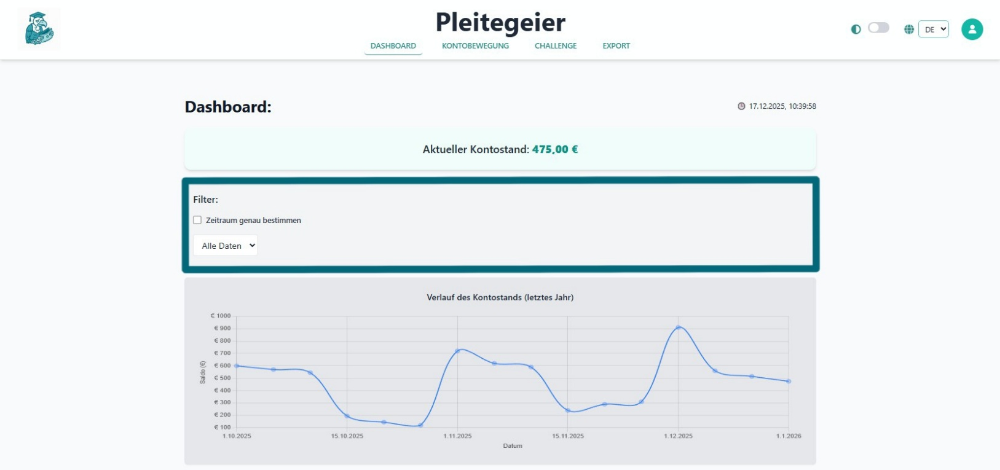 Pleitegeier
DASHBOARD KONTOBEWEGUNG CHALLENGE EXPORT
DE
Dashboard:
17.12.2025, 10:39:58
Aktueller Kontostand: 475,00 €
Filter:
Zeitraum genau bestimmen
Alle Daten
Verlauf des Kontostands (letztes Jahr)
€ 1000
€ 900
€ 800
€ 700
€ 600
€ 500
€ 400
€ 300
€ 200
€ 100
Saldo (€)
1.10.2025 15.10.2025 1.11.2025 15.11.2025 1.12.2025 1.1.2026
Datum